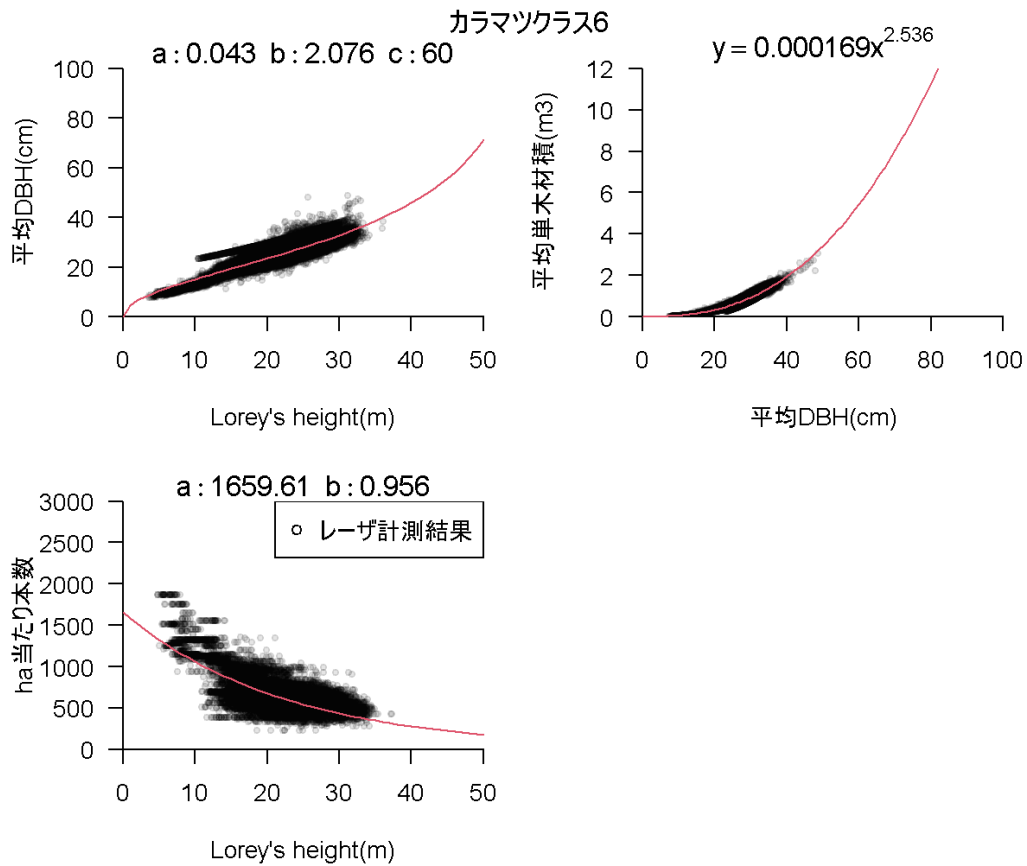 カラマツクラス6
a : 0.043 b : 2.076 c : 60
平均DBH(cm)
100
80
60
40
20
0
0 10 20 30 40 50
Lorey's height(m)
y = 0.000169x^2.536
平均単木材積(m3)
12
10
8
6
4
2
0
0 20 40 60 80 100
平均DBH(cm)
a : 1659.61 b : 0.956
ha当たり本数
3000
2500
2000
1500
1000
500
0
レーザ計測結果
0 10 20 30 40 50
Lorey's height(m)